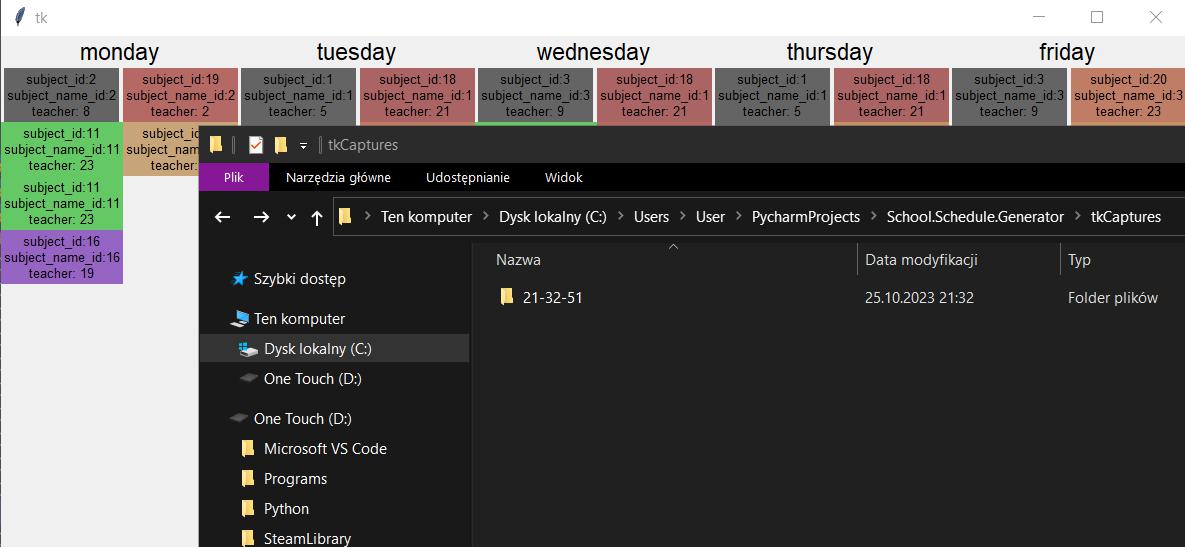 tk
monday tuesday wednesday thursday friday
subject_id:2 subject_id:19 subject_id:1 subject_id:18 subject_id:3 subject_id:18 subject_id:1 subject_id:18 subject_id:3 subject_id:20
subject_name_id:2 subject_name_id:2 subject_name_id:1 subject_name_id:1 subject_name_id:3 subject_name_id:1 subject_name_id:1 subject_name_id:1 subject_name_id:3 subject_name_id:3
teacher: 8 teacher: 2 teacher: 5 teacher: 21 teacher: 9 teacher: 21 teacher: 5 teacher: 21 teacher: 9 teacher: 23
subject_id:11 subject_
subject_name_id:11 subject_nam
teacher: 23 teache
subject_id:11
subject_name_id:11
teacher: 23
subject_id:16
subject_name_id:16
teacher: 19
tkCaptures
Plik Narzędzia główne Udostępnianie Widok
Ten komputer Dysk lokalny (C:) Users User PycharmProjects School.Schedule.Generator tkCaptures
Nazwa Data modyfikacji Typ
21-32-51 25.10.2023 21:32 Folder plików
Szybki dostęp
Ten komputer
Dysk lokalny (C:)
One Touch (D:)
One Touch (D:)
Microsoft VS Code
Programs
Python
SteamLibrary